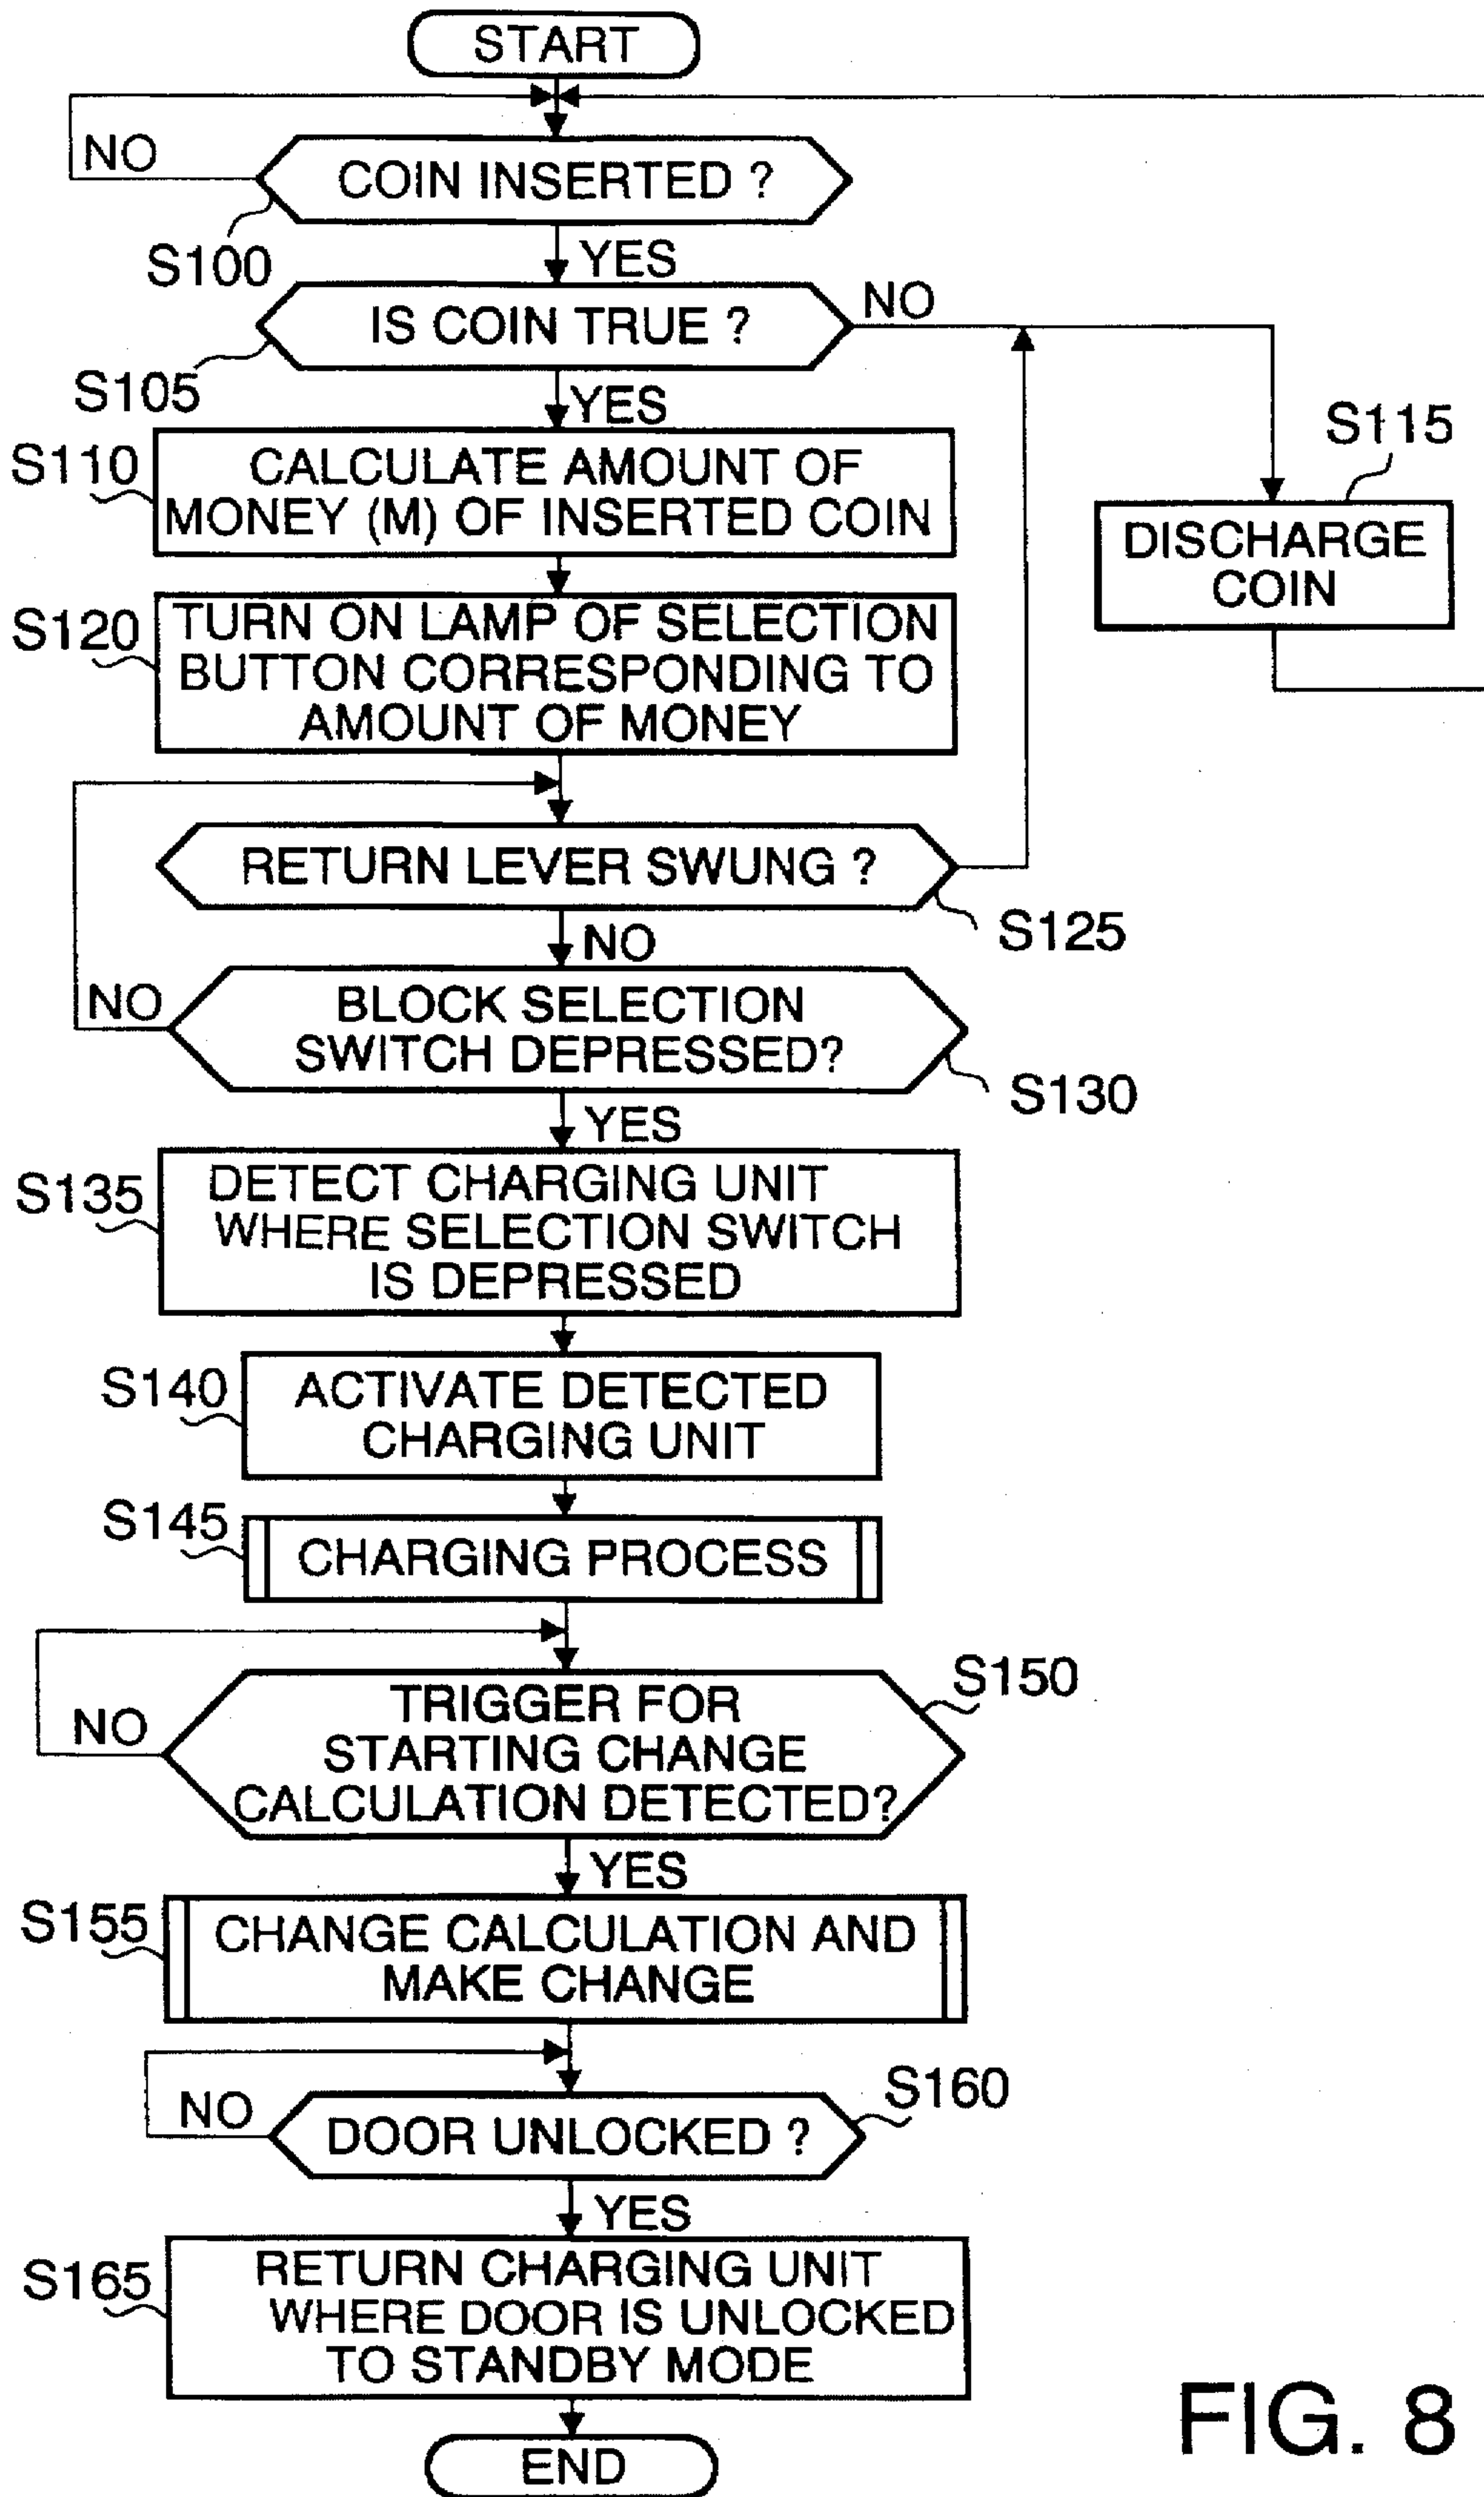 START
NO
COIN INSERTED ?
S100
YES
IS COIN TRUE ?
NO
S105
YES
S110
CALCULATE AMOUNT OF
MONEY (M) OF INSERTED COIN
S115
DISCHARGE
COIN
S120
TURN ON LAMP OF SELECTION
BUTTON CORRESPONDING TO
AMOUNT OF MONEY
RETURN LEVER SWUNG ?
S125
NO
NO
BLOCK SELECTION
SWITCH DEPRESSED?
S130
YES
S135
DETECT CHARGING UNIT
WHERE SELECTION SWITCH
IS DEPRESSED
S140
ACTIVATE DETECTED
CHARGING UNIT
S145
CHARGING PROCESS
S150
NO
TRIGGER FOR
STARTING CHANGE
CALCULATION DETECTED?
YES
S155
CHANGE CALCULATION AND
MAKE CHANGE
S160
NO
DOOR UNLOCKED ?
YES
S165
RETURN CHARGING UNIT
WHERE DOOR IS UNLOCKED
TO STANDBY MODE
END
FIG. 8